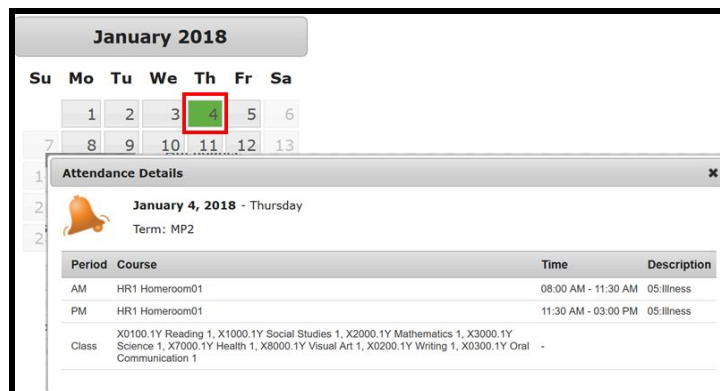 January 2018
Su Mo Tu We Th Fr Sa
1 2 3 4 5 6
7 8 9 10 11 12 13
Attendance Details
January 4, 2018 - Thursday
Term: MP2
Period Course Time Description
AM HR1 Homeroom01 08:00 AM - 11:30 AM 05:Illness
PM HR1 Homeroom01 11:30 AM - 03:00 PM 05:Illness
X0100.1Y Reading 1, X1000.1Y Social Studies 1, X2000.1Y Mathematics 1, X3000.1Y
Class Science 1, X7000.1Y Health 1, X8000.1Y Visual Art 1, X0200.1Y Writing 1, X0300.1Y Oral -
Communication 1